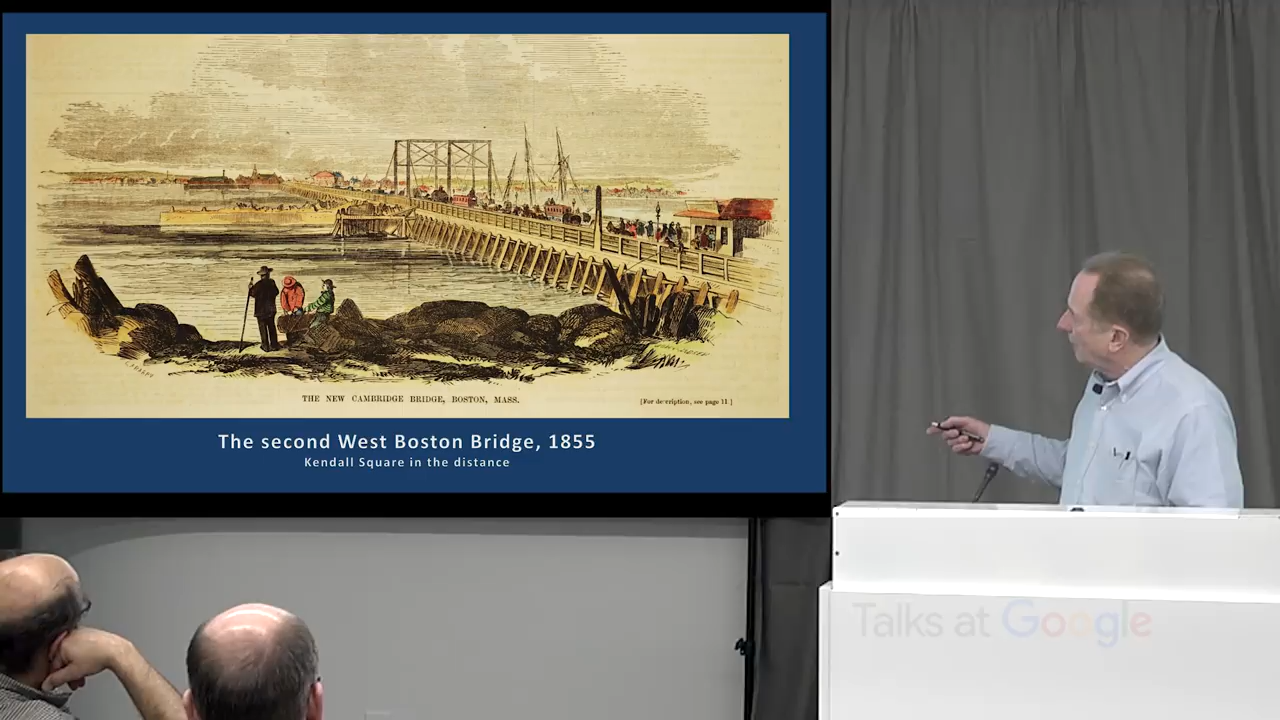 THE NEW CAMBRIDGE BRIDGE, BOSTON, MASS.
[For description, see page 11.]
The second West Boston Bridge, 1855
Kendall Square in the distance
Talks at Google